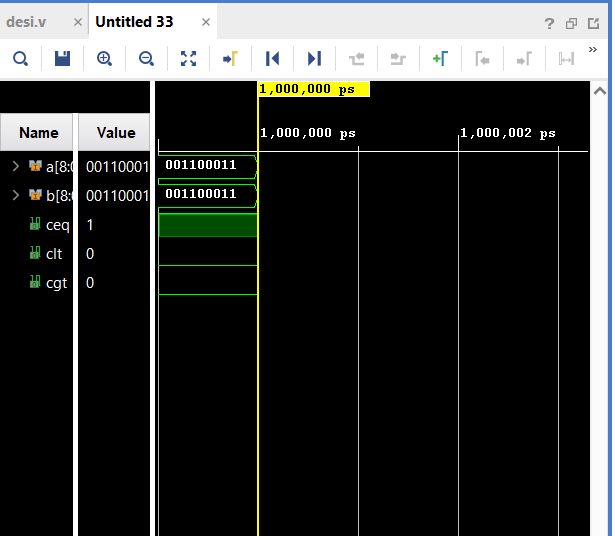 desi.v × Untitled 33 ×
?
»
1,000,000 ps
Name Value
1,000,000 ps 1,000,002 ps
a[8:0 00110001 001100011
b[8:0 00110001 001100011
ceq 1
clt 0
cgt 0